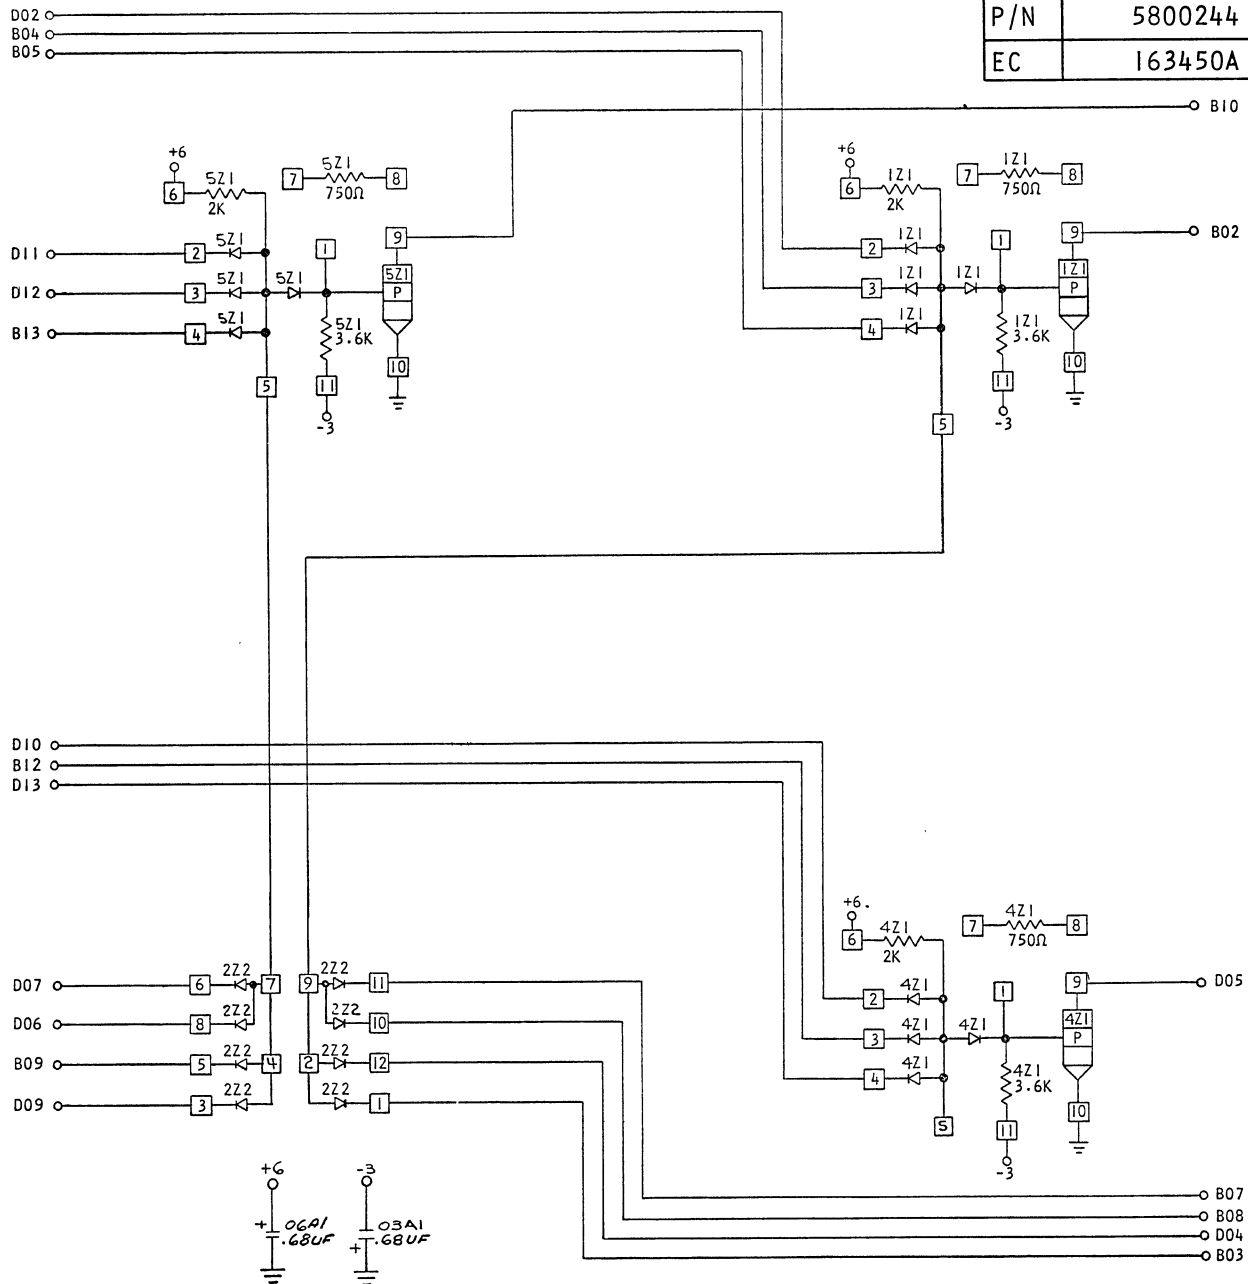 D02
B04
B05
P/N 5800244
EC 163450A
B10
+6
5Z1
7
5Z1
8
6
2K
750Ω
+6
1Z1
7
1Z1
8
6
2K
750Ω
D11
2
5Z1
1
9
D12
3
5Z1
5Z1
5Z1
P
B13
4
5Z1
5Z1
3.6K
10
5
11
-3
2
1Z1
1
9
B02
3
1Z1
1Z1
1Z1
P
4
1Z1
1Z1
3.6K
10
11
5
-3
D10
B12
D13
+6.
4Z1
7
4Z1
8
6
2K
750Ω
D07
6
2Z2
7
9
2Z2
11
D06
8
2Z2
2Z2
10
B09
5
2Z2
4
2
2Z2
12
D09
3
2Z2
2Z2
1
2
4Z1
1
9
D05
3
4Z1
4Z1
4Z1
P
4
4Z1
4Z1
3.6K
10
S
11
-3
+6
-3
+ 06A1
.68UF
03A1
+ .68UF
B07
B08
D04
B03